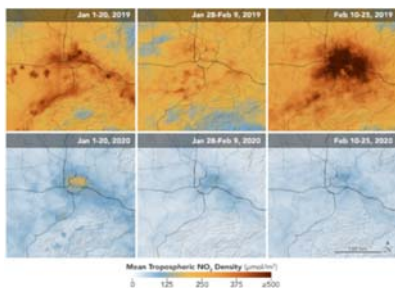 Jan 1-20, 2019
Jan 28-Feb 9, 2019
Feb 10-25, 2019
Jan 1-20, 2020
Jan 28-Feb 9, 2020
Feb 10-25, 2020
N
Mean Tropospheric NO₂ Density (μmol/m²)
0 125 250 375 ≥500